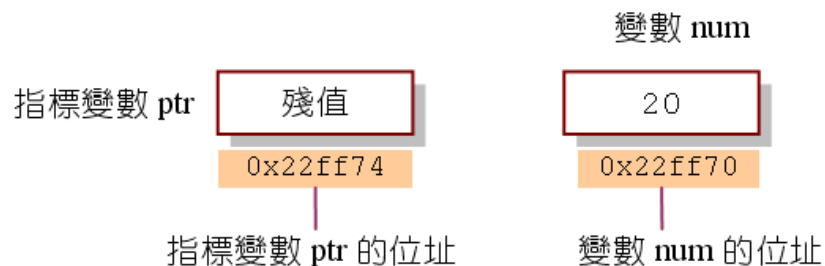 變數 num
指標變數 ptr 殘值 20
0x22ff74 0x22ff70
指標變數 ptr 的位址 變數 num 的位址